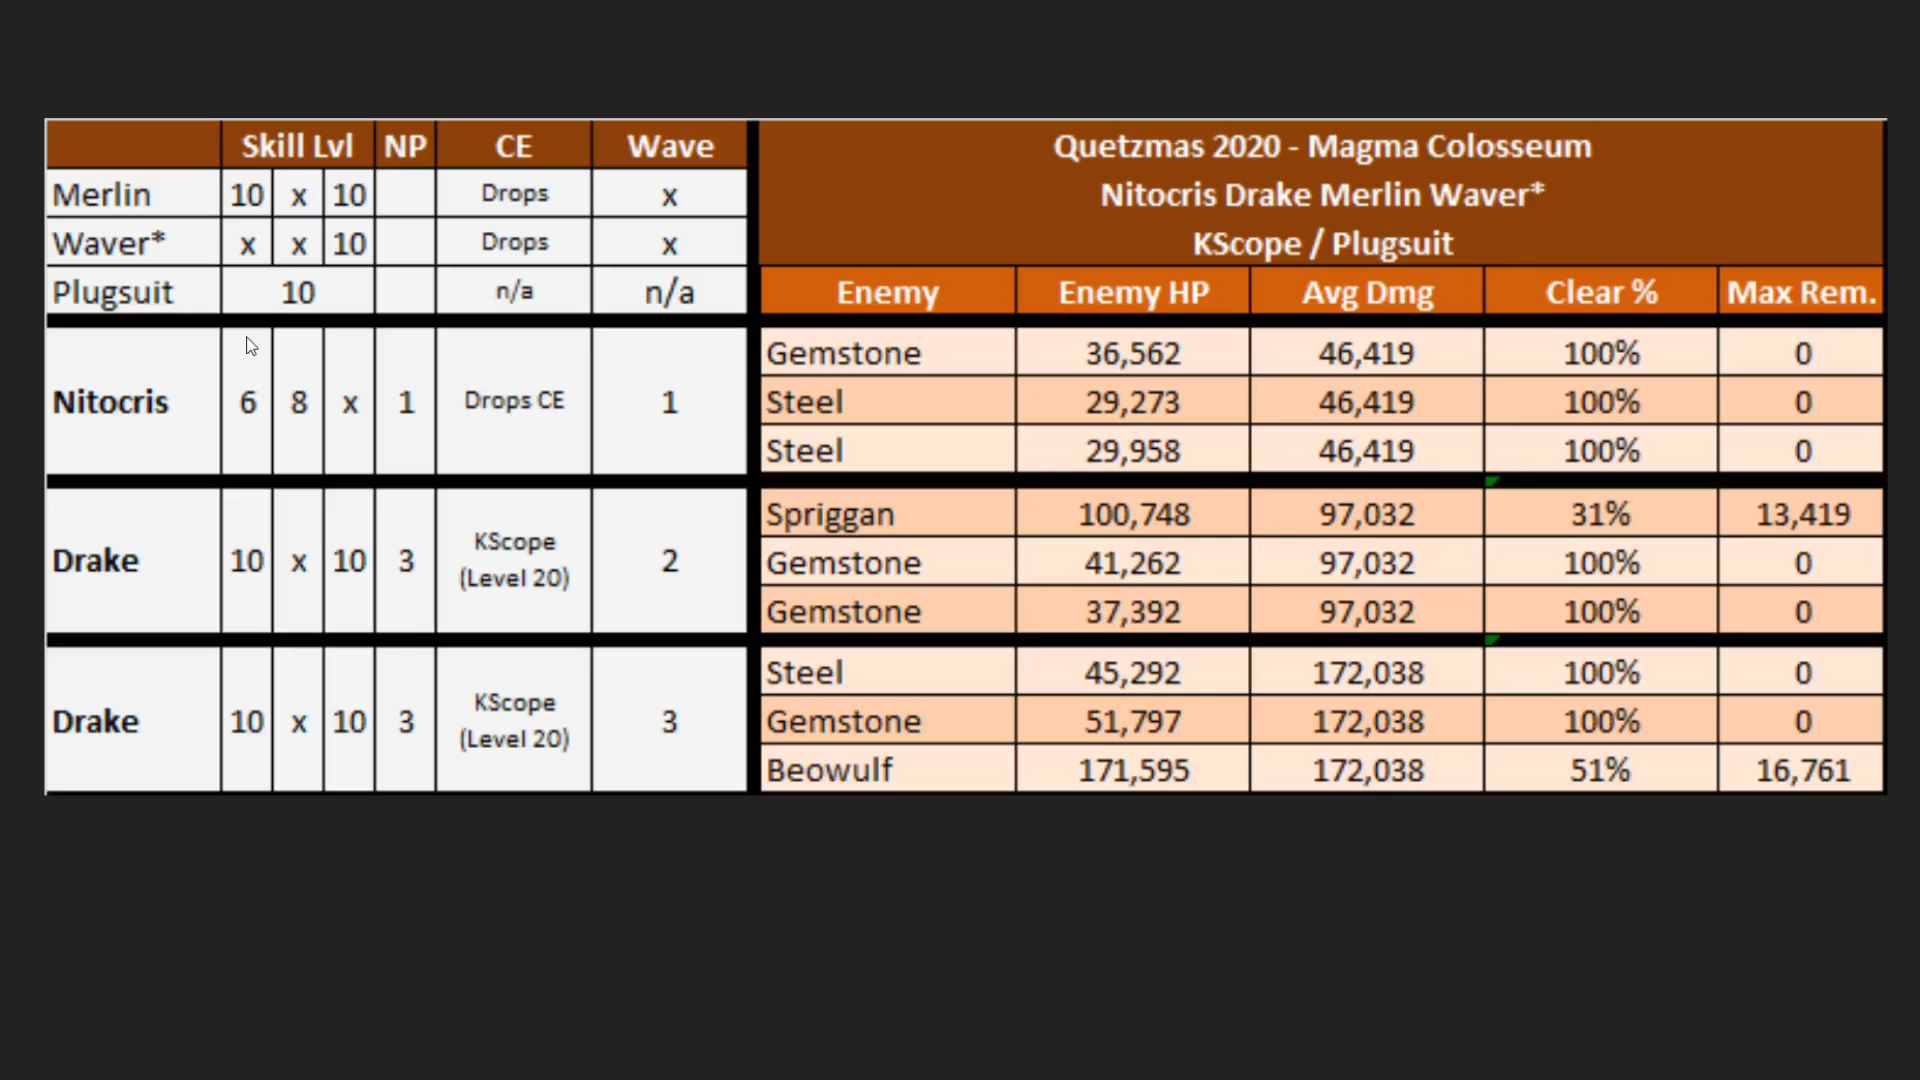 Skill Lvl NP CE Wave
Quetzmas 2020 - Magma Colosseum
Merlin 10 x 10 Drops x
Nitocris Drake Merlin Waver*
Waver* x x 10 Drops x
KScope / Plugsuit
Plugsuit 10 n/a n/a
Enemy Enemy HP Avg Dmg Clear % Max Rem.
Nitocris 6 8 x 1 Drops CE 1
Gemstone 36,562 46,419 100% 0
Steel 29,273 46,419 100% 0
Steel 29,958 46,419 100% 0
Drake 10 x 10 3 KScope (Level 20) 2
Spriggan 100,748 97,032 31% 13,419
Gemstone 41,262 97,032 100% 0
Gemstone 37,392 97,032 100% 0
Drake 10 x 10 3 KScope (Level 20) 3
Steel 45,292 172,038 100% 0
Gemstone 51,797 172,038 100% 0
Beowulf 171,595 172,038 51% 16,761